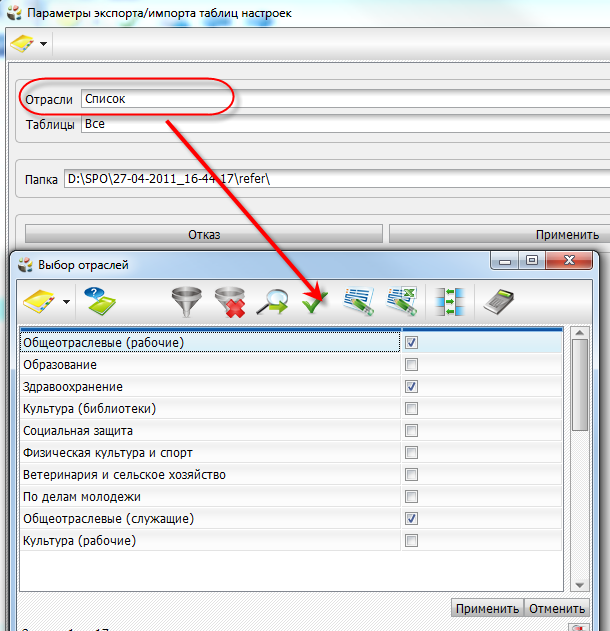 Параметры экспорта/импорта таблиц настроек
Отрасли Список
Таблицы Все
Папка D:\SPO\27-04-2011_16-44-17\refer\
Отказ Применить
Выбор отраслей
Общеотраслевые (рабочие)
Образование
Здравоохранение
Культура (библиотеки)
Социальная защита
Физическая культура и спорт
Ветеринария и сельское хозяйство
По делам молодежи
Общеотраслевые (служащие)
Культура (рабочие)
Применить Отменить